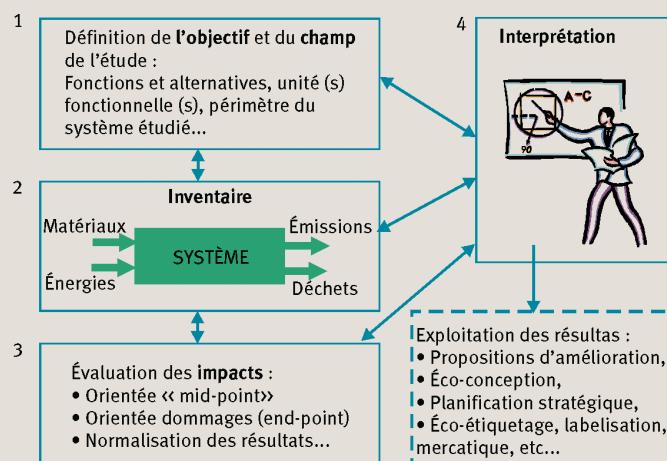 1
Définition de l'objectif et du champ
de l'étude :
Fonctions et alternatives, unité (s)
fonctionnelle (s), périmètre du
système étudié...
2
Inventaire
Matériaux
Énergies
SYSTÈME
Émissions
Déchets
3
Évaluation des impacts :
• Orientée « mid-point»
• Orientée dommages (end-point)
• Normalisation des résultats...
4
Interprétation
A-C
90
Exploitation des résultas :
• Propositions d'amélioration,
• Éco-conception,
• Planification stratégique,
• Éco-étiquetage, labelisation,
mercatique, etc...